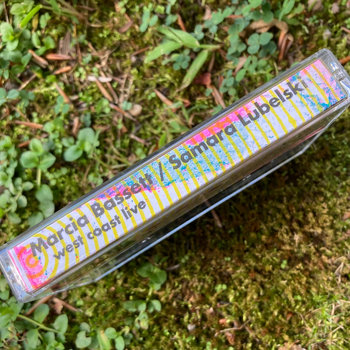 Marcia Bassett / Samara Lubelski
west coast live